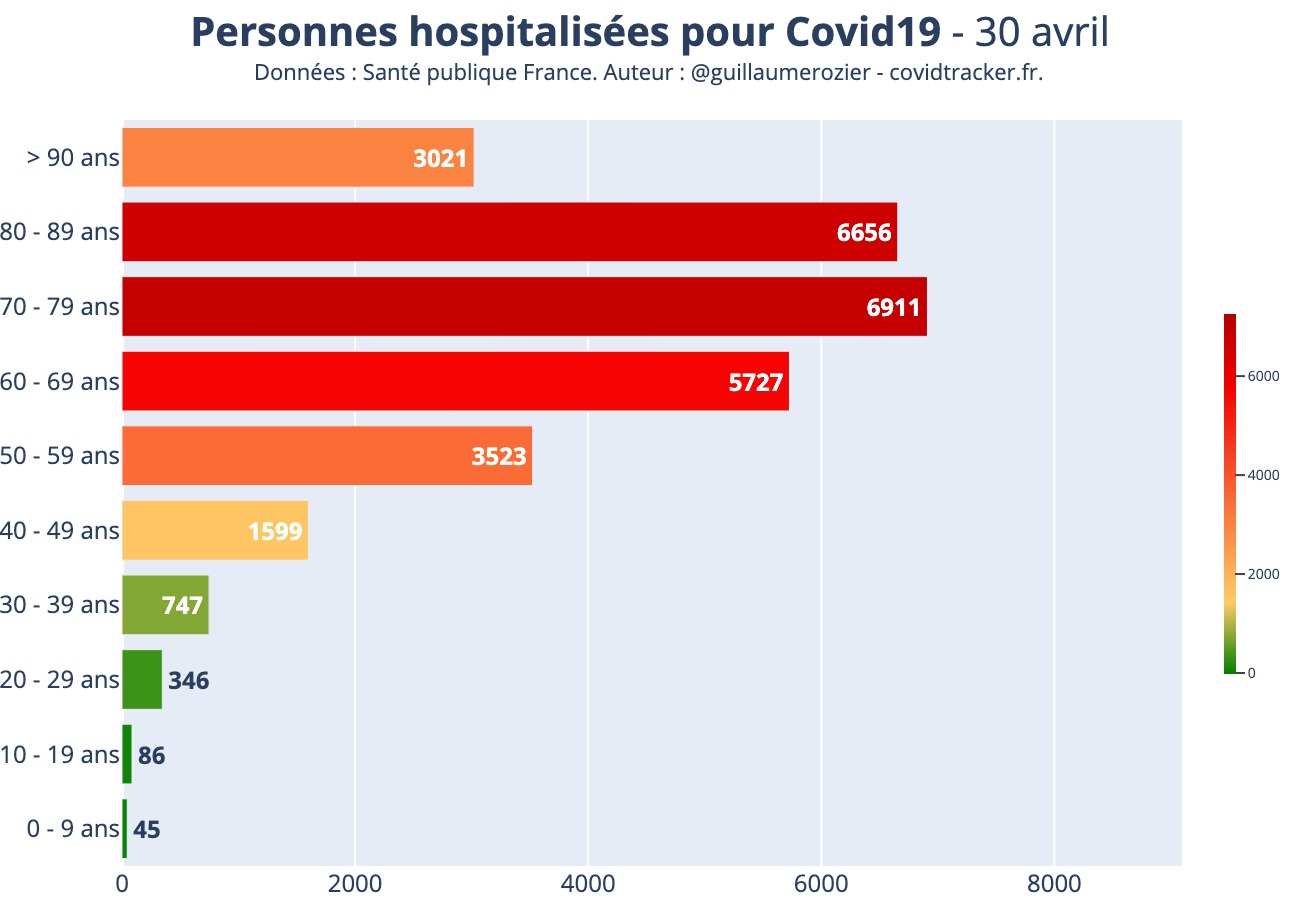 Personnes hospitalisées pour Covid19 - 30 avril
Données : Santé publique France. Auteur : @guillaumerozier - covidtracker.fr.
> 90 ans 3021
80 - 89 ans 6656
70 - 79 ans 6911
60 - 69 ans 5727
50 - 59 ans 3523
40 - 49 ans 1599
30 - 39 ans 747
20 - 29 ans 346
10 - 19 ans 86
0 - 9 ans 45
0 2000 4000 6000 8000
6000
4000
2000
0